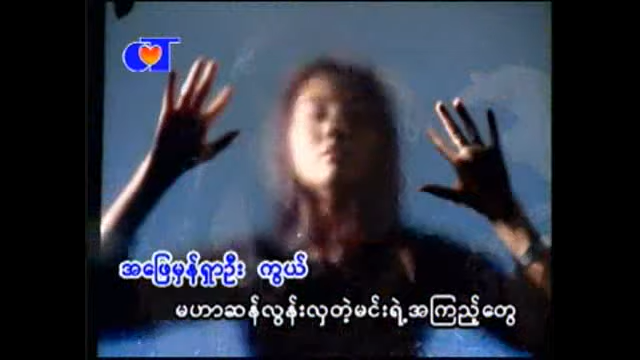 CT
အဖြေမှန်ရှာဦး ကွယ်
မဟာဆန်လွန်းလှတဲ့မင်းရဲ့အကြည့်တွေ